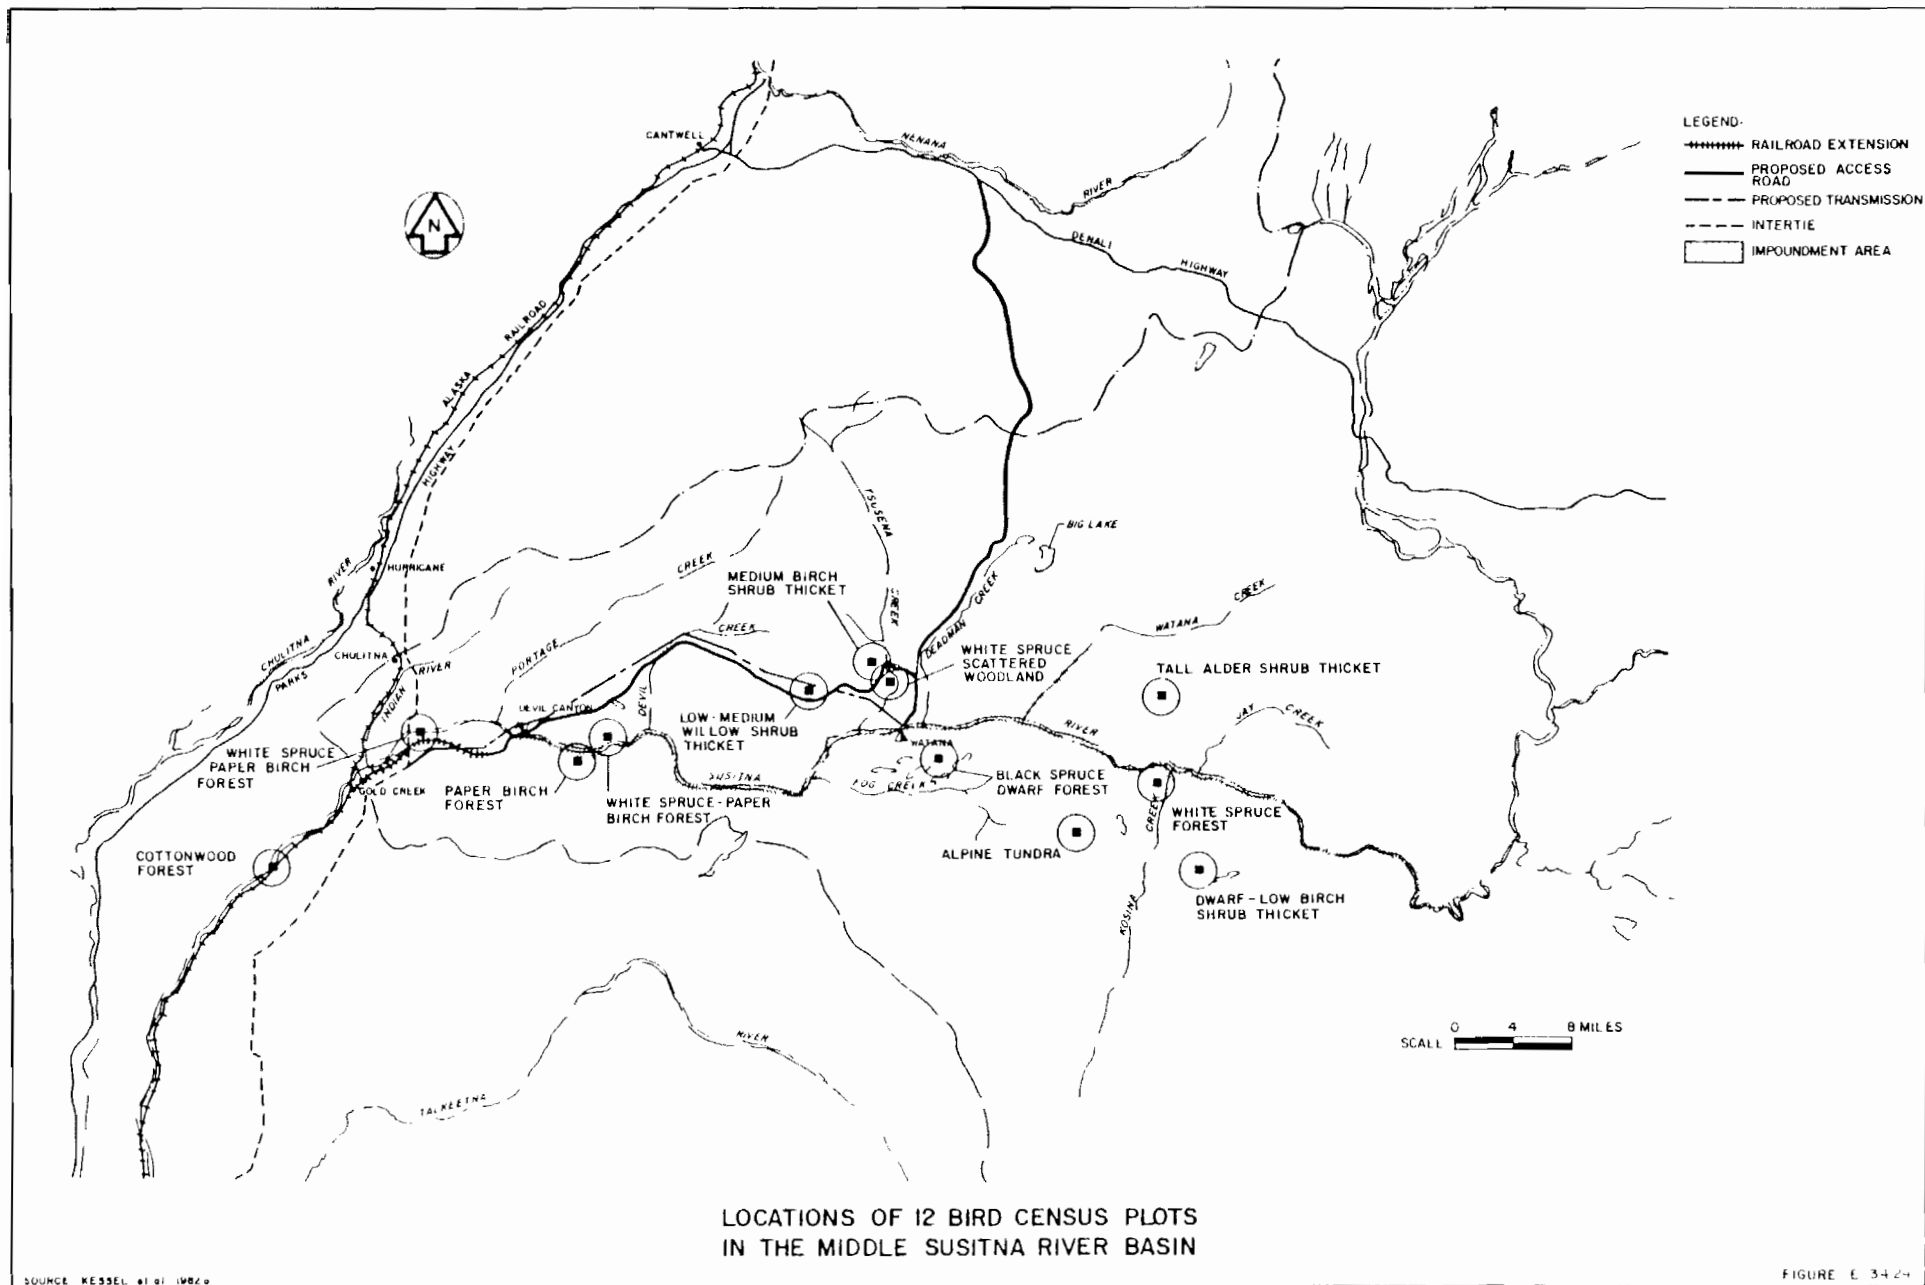 CANTWELL
NENANA
RIVER
DENALI
HIGHWAY
LEGEND:
RAILROAD EXTENSION
PROPOSED ACCESS
ROAD
PROPOSED TRANSMISSION
INTERTIE
IMPOUNDMENT AREA
N
ALASKA
RAILROAD
HIGHWAY
TSUSENA
CREEK
BIG LAKE
RIVER
HURRICANE
CREEK
MEDIUM BIRCH
SHRUB THICKET
DEADMAN
CREEK
WATANA
CREEK
CHULITNA
PARKS
CHULITNA
INDIAN
RIVER
PORTAGE
CREEK
WHITE SPRUCE
SCATTERED
WOODLAND
TALL ALDER SHRUB THICKET
DEVIL CANYON
DEVIL
LOW-MEDIUM
WILLOW SHRUB
THICKET
RIVER
JAY
CREEK
WHITE SPRUCE
PAPER BIRCH
FOREST
WATANA
GOLD CREEK
PAPER BIRCH
FOREST
WHITE SPRUCE-PAPER
BIRCH FOREST
SUSITNA
FOG CREEK
BLACK SPRUCE
DWARF FOREST
CREEK
WHITE SPRUCE
FOREST
COTTONWOOD
FOREST
ALPINE TUNDRA
KOSINA
DWARF-LOW BIRCH
SHRUB THICKET
RIVER
TALKEETNA
0 4 8 MILES
SCALE
LOCATIONS OF 12 BIRD CENSUS PLOTS
IN THE MIDDLE SUSITNA RIVER BASIN
SOURCE KESSEL et al 1982a
FIGURE E